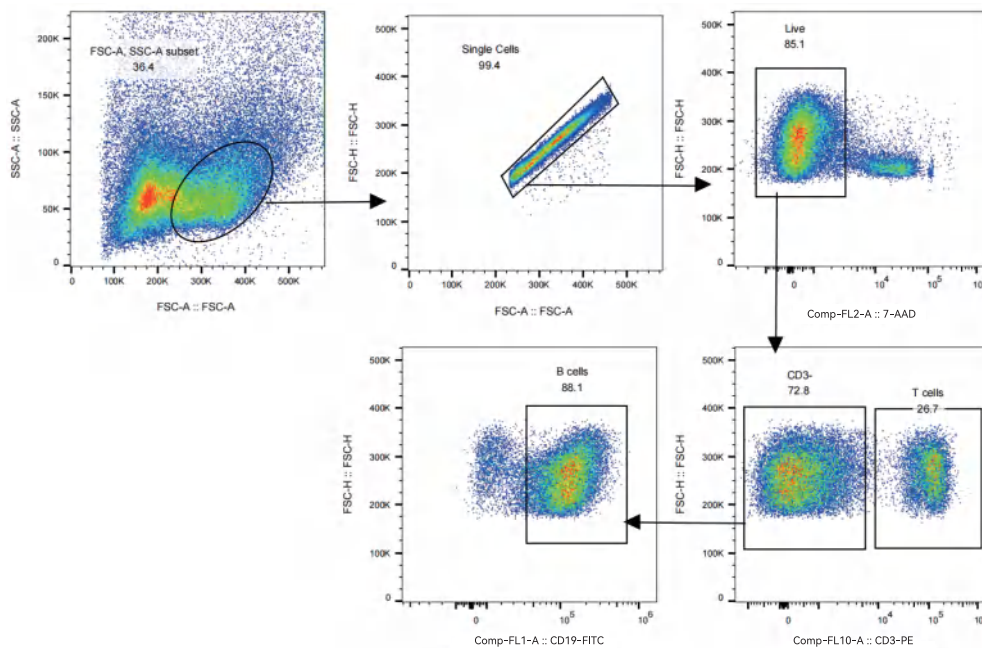 FSC-A, SSC-A subset
36.4
SSC-A :: SSC-A
220K
200K
150K
100K
50K
0
0 100K 200K 300K 400K 500K
FSC-A :: FSC-A
Single Cells
99.4
FSC-H :: FSC-H
500K
400K
300K
200K
100K
0
0 100K 200K 300K 400K 500K
FSC-A :: FSC-A
Live
85.1
FSC-H :: FSC-H
500K
400K
300K
200K
100K
0
0 10^4 10^5
Comp-FL2-A :: 7-AAD
B cells
88.1
FSC-H :: FSC-H
500K
400K
300K
200K
100K
0
0 10^5 10^6
Comp-FL1-A :: CD19-FITC
CD3-
72.8
T cells
26.7
FSC-H :: FSC-H
500K
400K
300K
200K
100K
0
0 10^4 10^5
Comp-FL10-A :: CD3-PE